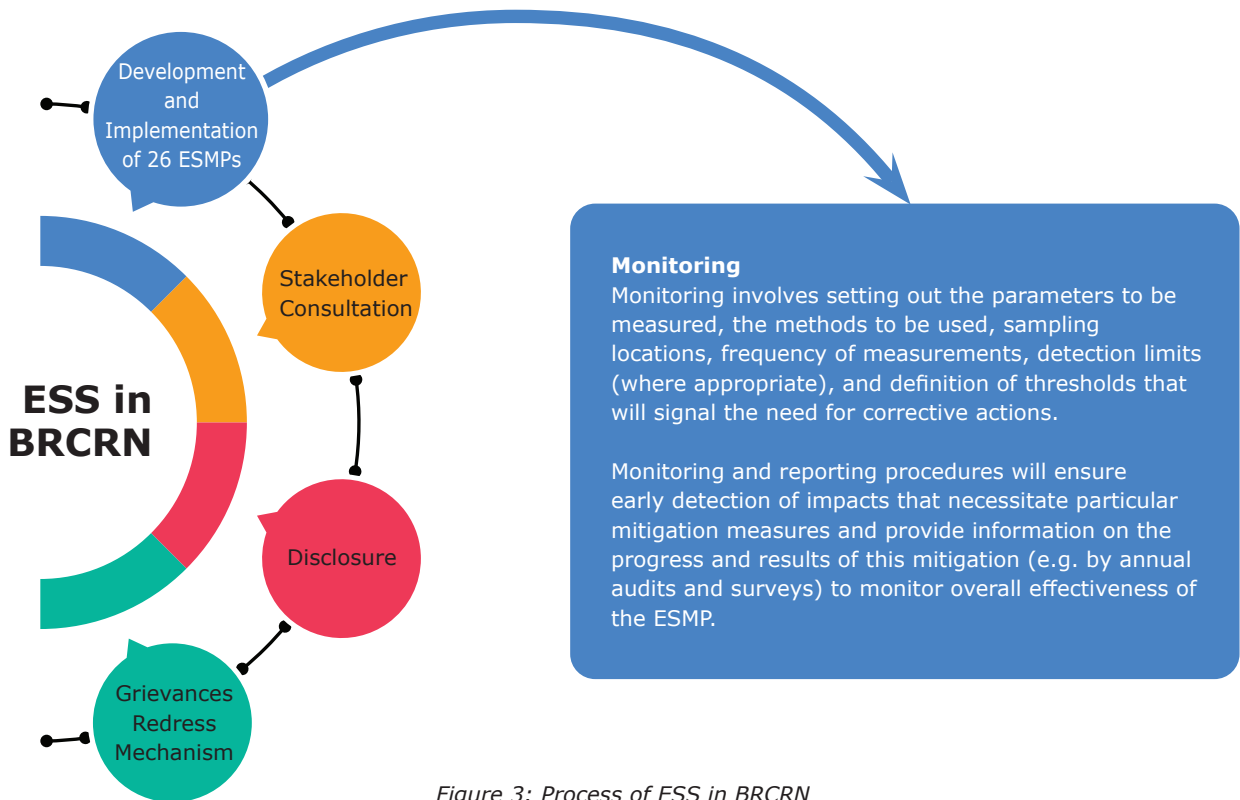 Development
and
Implementation
of 26 ESMPs
Stakeholder
Consultation
ESS in
BRCRN
Disclosure
Grievances
Redress
Mechanism
Monitoring
Monitoring involves setting out the parameters to be
measured, the methods to be used, sampling
locations, frequency of measurements, detection limits
(where appropriate), and definition of thresholds that
will signal the need for corrective actions.
Monitoring and reporting procedures will ensure
early detection of impacts that necessitate particular
mitigation measures and provide information on the
progress and results of this mitigation (e.g. by annual
audits and surveys) to monitor overall effectiveness of
the ESMP.
Figure 3: Process of ESS in BRCRN